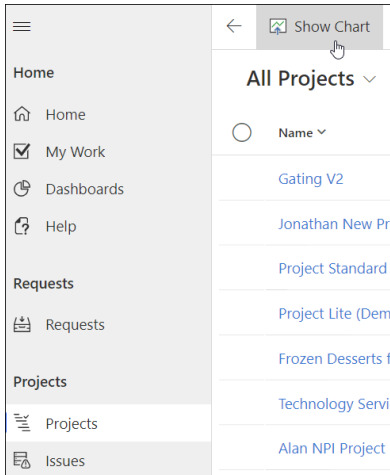 Show Chart
Home
All Projects
Home
Name
My Work
Gating V2
Dashboards
Jonathan New Pr
Help
Project Standard
Requests
Project Lite (Dem
Requests
Frozen Desserts f
Projects
Technology Servi
Projects
Alan NPI Project
Issues